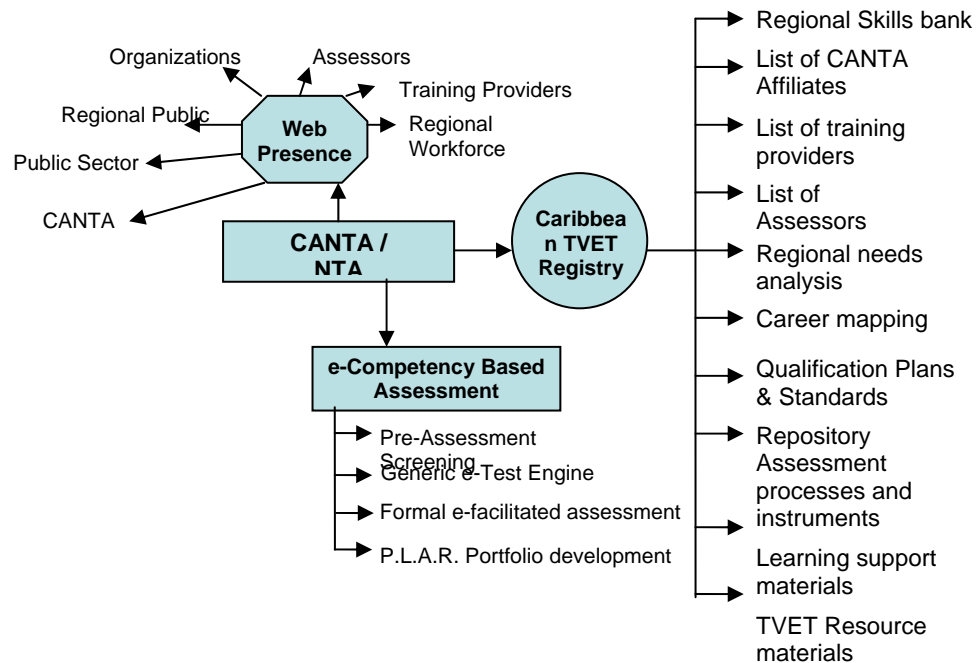 Organizations
Assessors
Training Providers
Regional Public
Regional
Workforce
Public Sector
CANTA
Web
Presence
CANTA /
NTA
Caribbea
n TVET
Registry
e-Competency Based
Assessment
Pre-Assessment
Screening
Generic e-Test Engine
Formal e-facilitated assessment
P.L.A.R. Portfolio development
Regional Skills bank
List of CANTA
Affiliates
List of training
providers
List of
Assessors
Regional needs
analysis
Career mapping
Qualification Plans
& Standards
Repository
Assessment
processes and
instruments
Learning support
materials
TVET Resource
materials